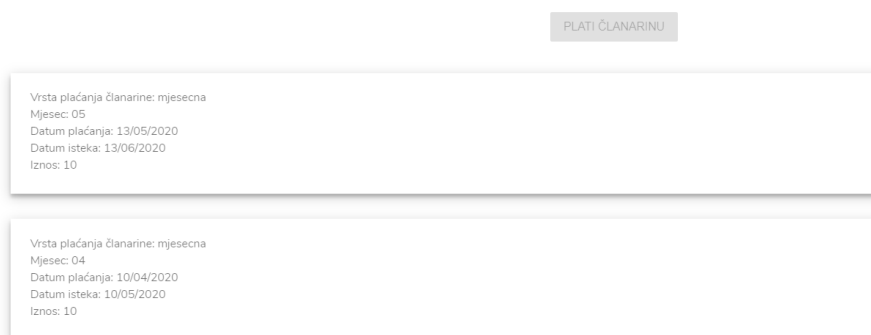 PLATI ČLANARINU
Vrsta plaćanja članarine: mjesecna
Mjesec: 05
Datum plaćanja: 13/05/2020
Datum isteka: 13/06/2020
Iznos: 10
Vrsta plaćanja članarine: mjesecna
Mjesec: 04
Datum plaćanja: 10/04/2020
Datum isteka: 10/05/2020
Iznos: 10